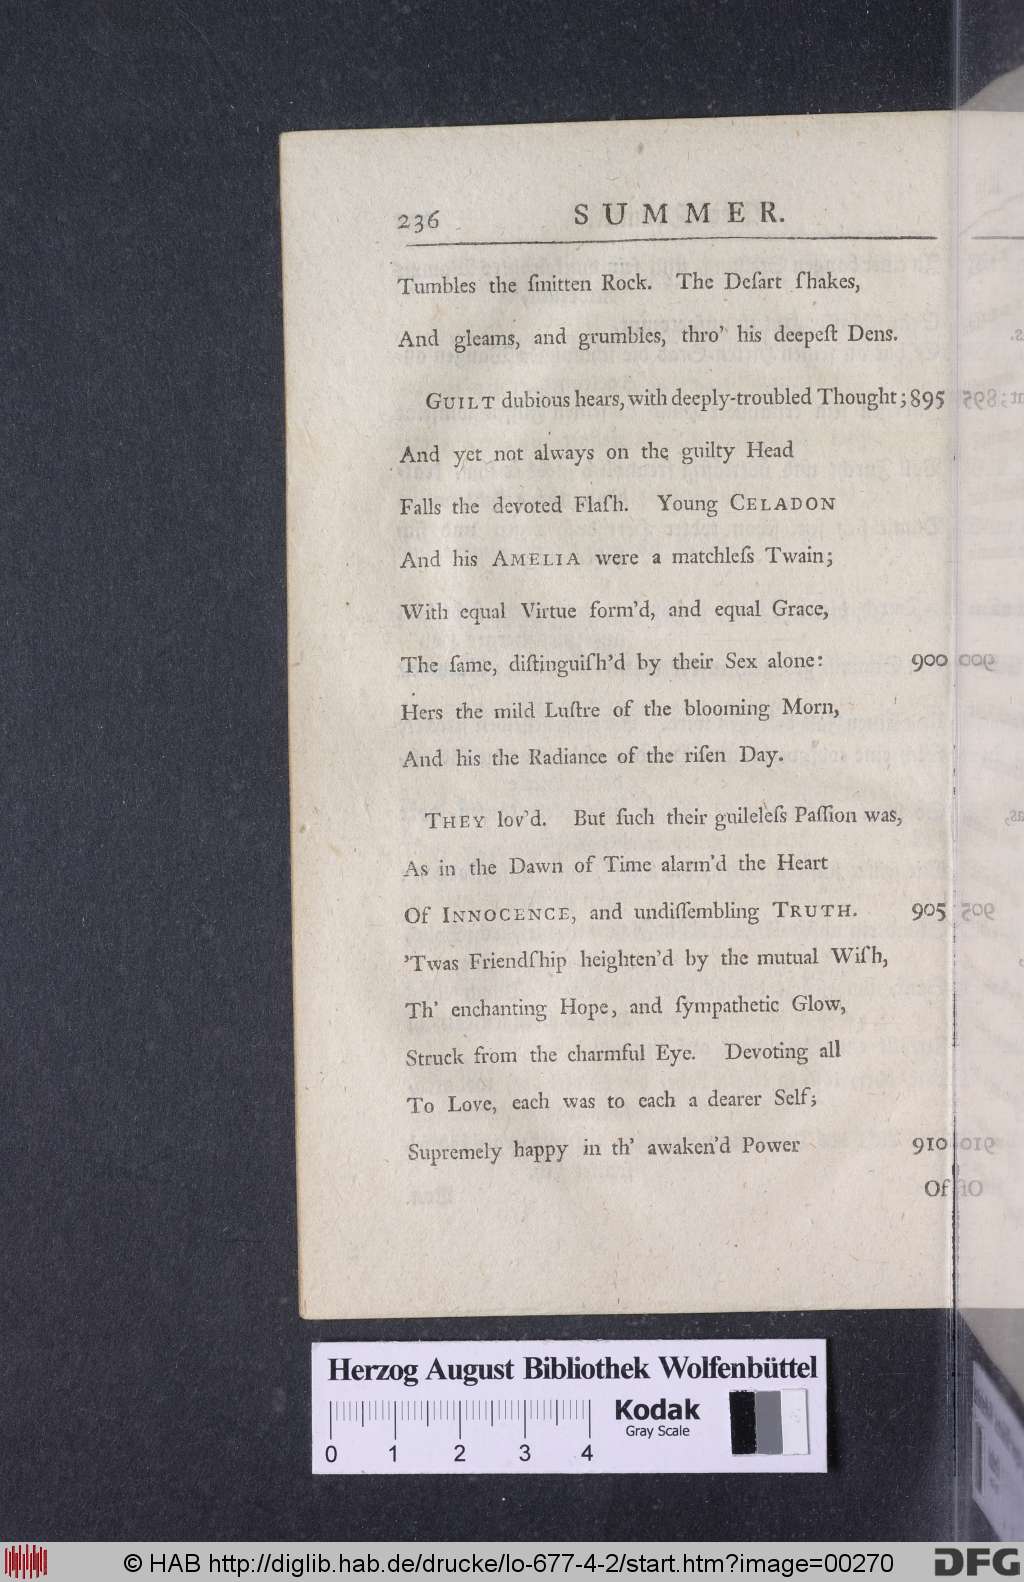 236 SUMMER.
Tumbles the ſmitten Rock. The Deſart ſhakes,
And gleams, and grumbles, thro' his deepeſt Dens.
GUILT dubious hears, with deeply-troubled Thought; 895
And yet not always on the guilty Head
Falls the devoted Flaſh. Young CELADON
And his AMELIA were a matchleſs Twain;
With equal Virtue form'd, and equal Grace,
The ſame, diſtinguiſh'd by their Sex alone: 900
Hers the mild Luſtre of the blooming Morn,
And his the Radiance of the riſen Day.
THEY lov'd. But ſuch their guileleſs Paſſion was,
As in the Dawn of Time alarm'd the Heart
Of INNOCENCE, and undiſſembling TRUTH. 905
'Twas Friendſhip heighten'd by the mutual Wiſh,
Th' enchanting Hope, and ſympathetic Glow,
Struck from the charmful Eye. Devoting all
To Love, each was to each a dearer Self;
Supremely happy in th' awaken'd Power 910
Of
Herzog August Bibliothek Wolfenbüttel
Kodak
Gray Scale
0 1 2 3 4
© HAB http://diglib.hab.de/drucke/lo-677-4-2/start.htm?image=00270
DFG